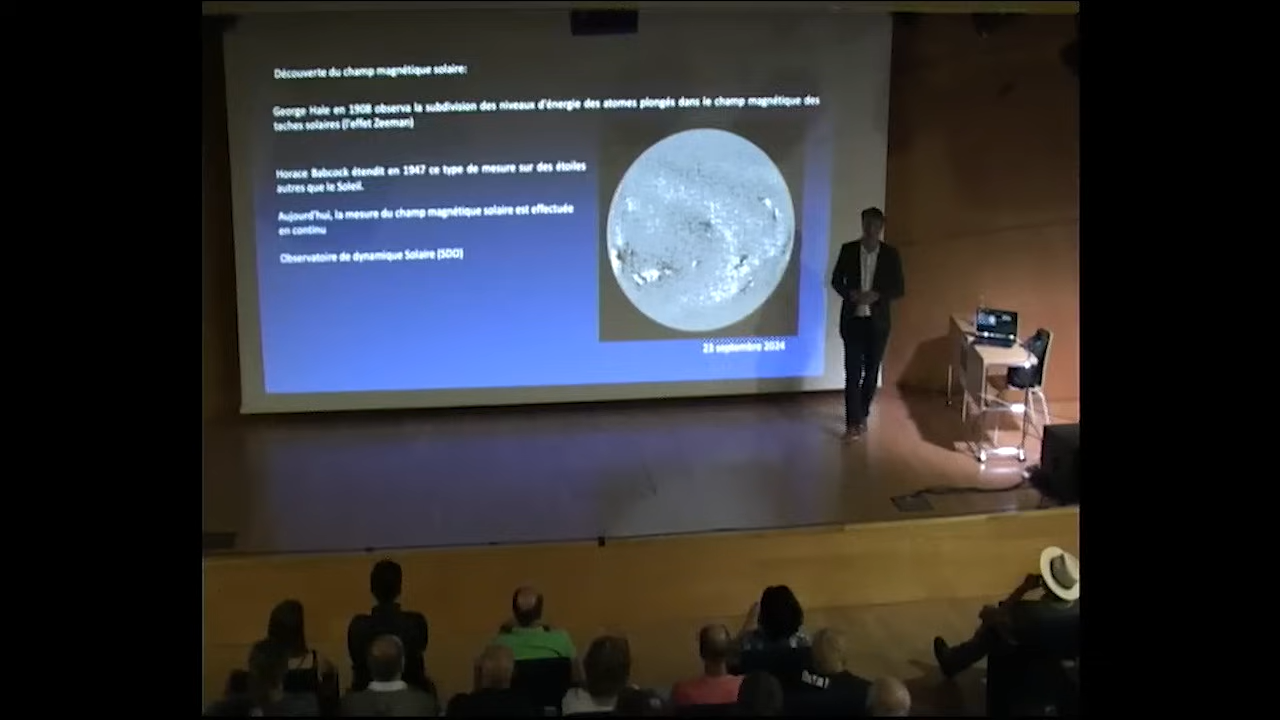 Découverte du champ magnétique solaire:
George Hale en 1908 observa la subdivision des niveaux d'énergie des atomes plongés dans le champ magnétique des
taches solaires (l'effet Zeeman)
Horace Babcock étendit en 1947 ce type de mesure sur des étoiles
autres que le Soleil.
Aujourd'hui, la mesure du champ magnétique solaire est effectuée
en continu
Observatoire de dynamique Solaire (SDO)
23 septembre 2024